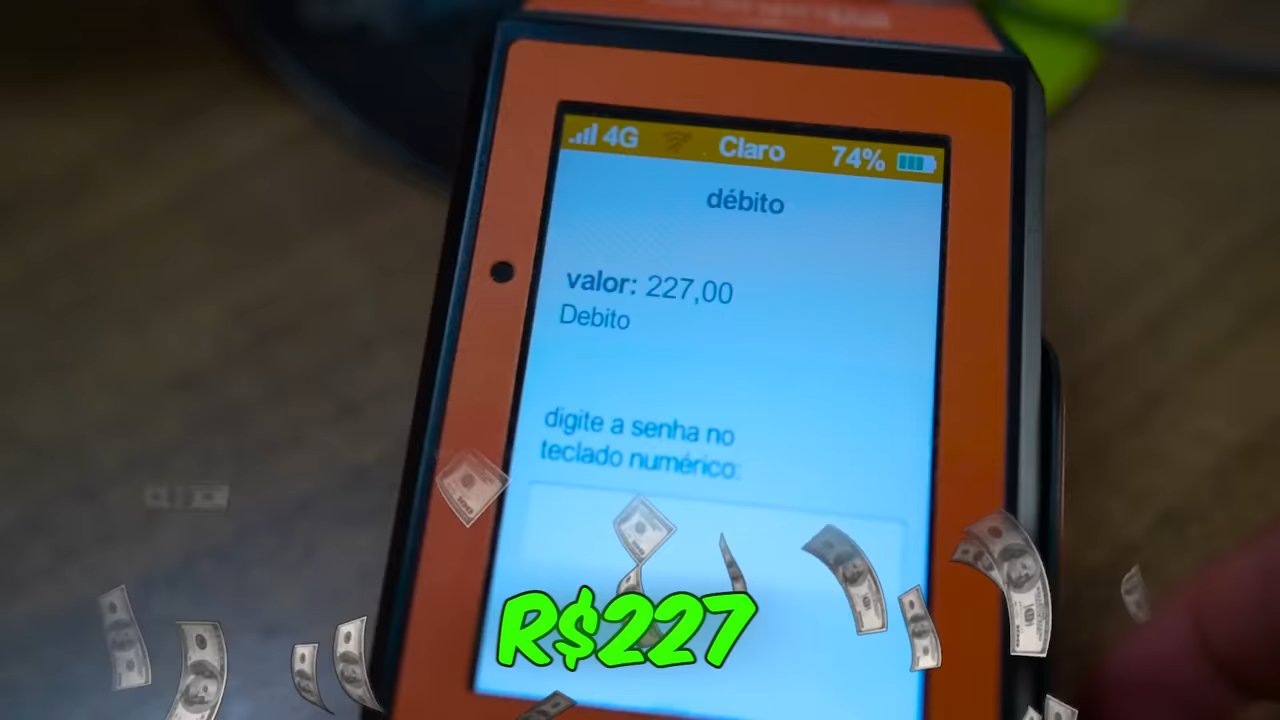 4G Claro 74%
débito
valor: 227,00
Debito
digite a senha no
teclado numérico:
R$227